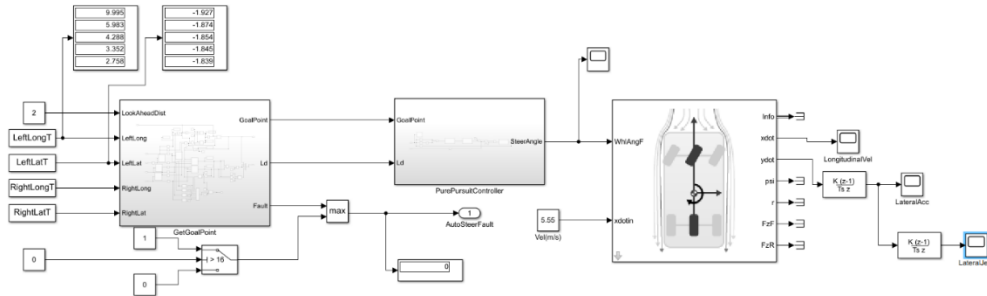 9.995
5.983
4.288
3.352
2.758
-1.927
-1.874
-1.854
-1.845
-1.839
2
LookAheadDist
LeftLongT
LeftLong
LeftLatT
LeftLat
RightLongT
RightLong
RightLatT
RightLat
GoalPoint
Ld
Fault
GetGoalPoint
1
0
> 16
0
max
1
AutoSteerFault
0
GoalPoint
Ld
SteerAngle
PurePursuitController
5.55
Vel(m/s)
WhlAngF
xdotin
Info
xdot
ydot
psi
r
FzF
FzR
LongitudinalVel
K (z-1)
Ts z
LateralAcc
K (z-1)
Ts z
LateralJe